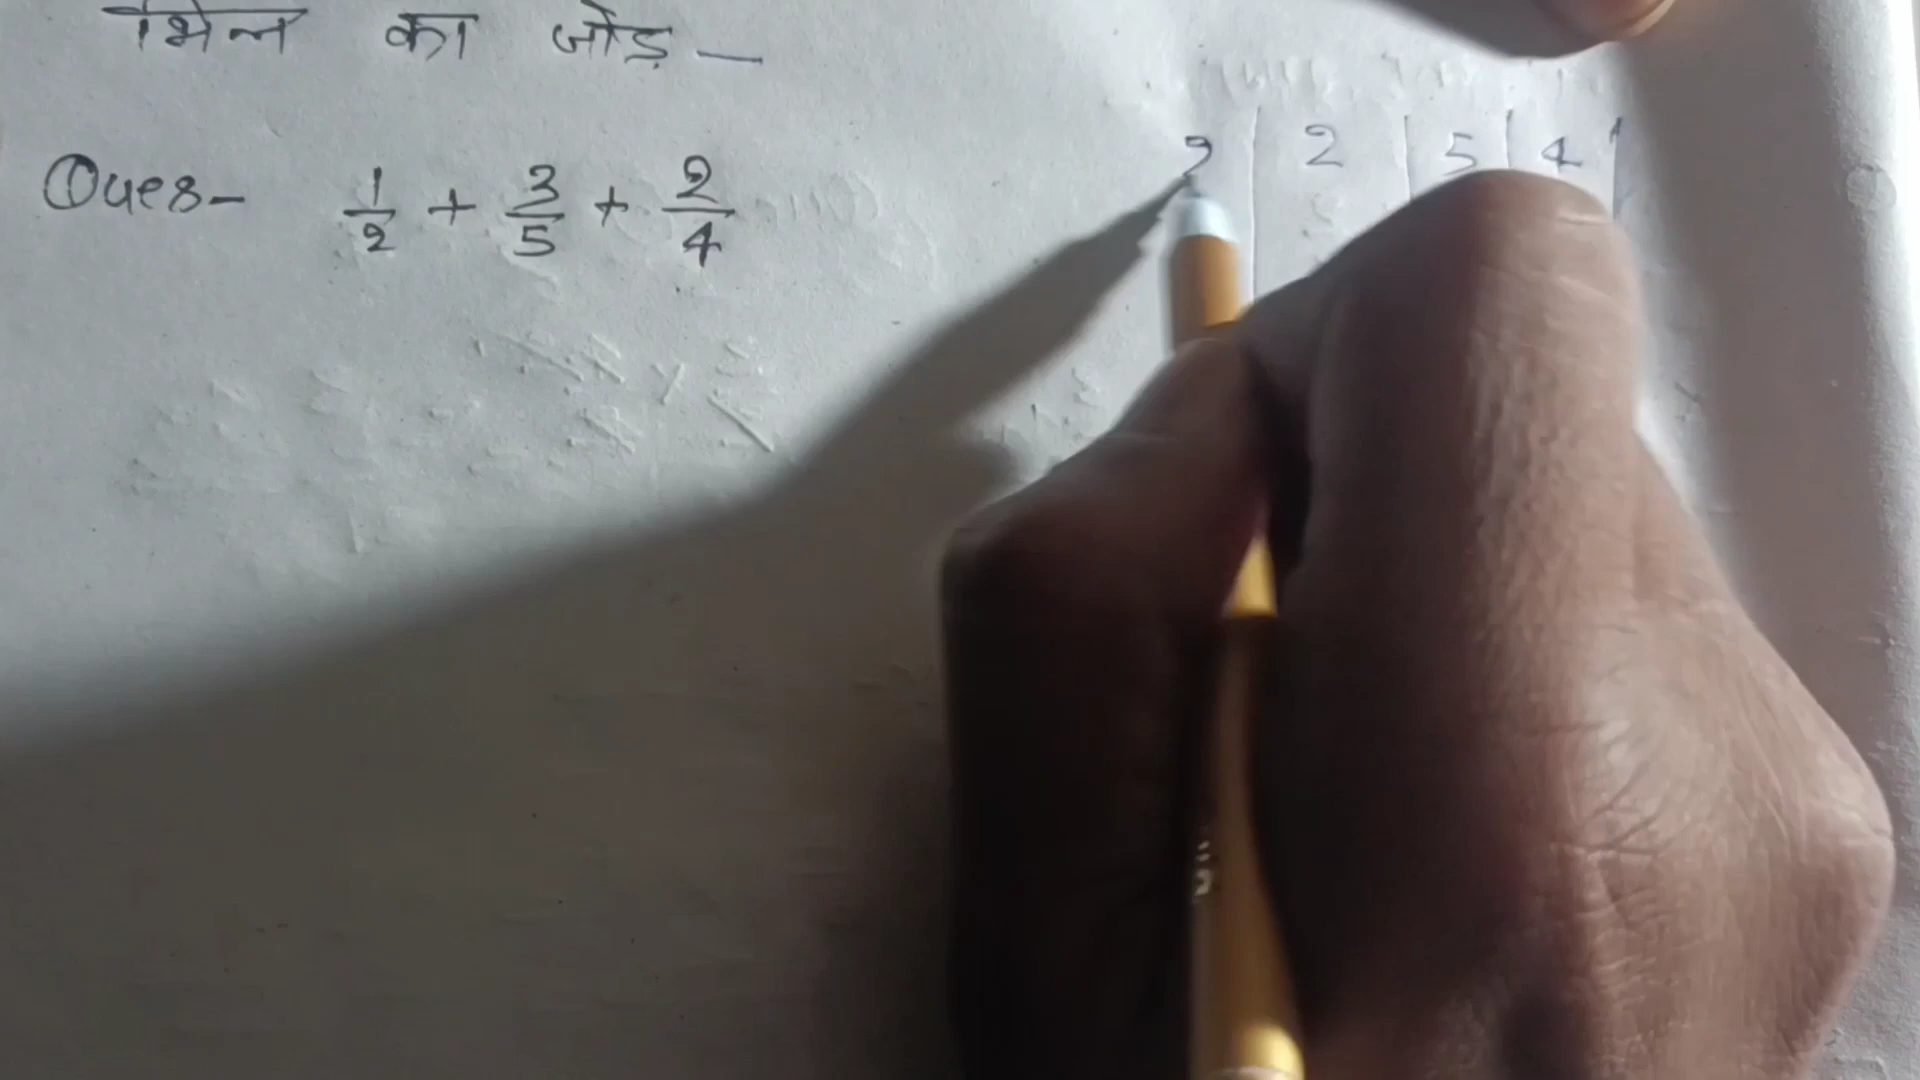 भिन्न का जोड़ —
Ques- 1/2 + 3/5 + 2/4
2 | 2 | 5 | 4